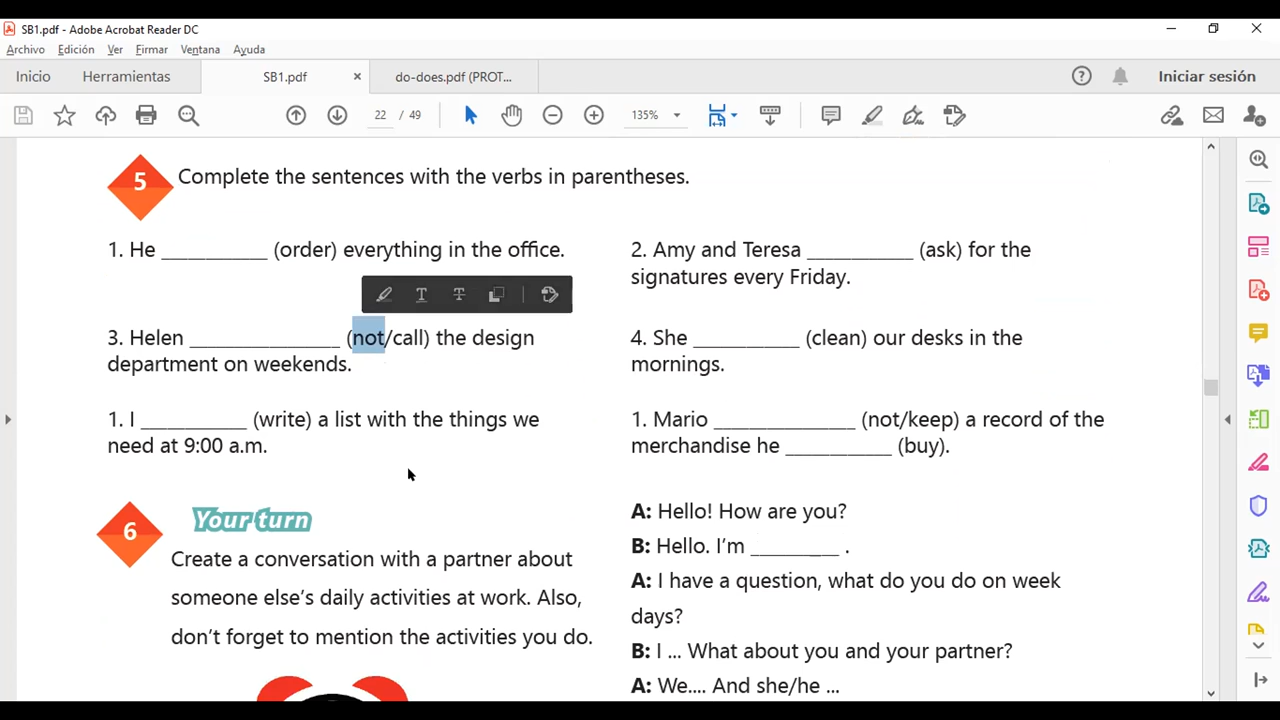 SB1.pdf - Adobe Acrobat Reader DC
Archivo Edición Ver Firmar Ventana Ayuda
Inicio Herramientas SB1.pdf × do-does.pdf (PROT... Iniciar sesión
22 / 49 135%
5 Complete the sentences with the verbs in parentheses.
1. He __________ (order) everything in the office.
2. Amy and Teresa __________ (ask) for the
signatures every Friday.
3. Helen ______________ (not/call) the design
department on weekends.
4. She __________ (clean) our desks in the
mornings.
1. I __________ (write) a list with the things we
need at 9:00 a.m.
1. Mario _____________ (not/keep) a record of the
merchandise he __________ (buy).
6 Your turn
Create a conversation with a partner about
someone else's daily activities at work. Also,
don't forget to mention the activities you do.
A: Hello! How are you?
B: Hello. I'm ________ .
A: I have a question, what do you do on week
days?
B: I ... What about you and your partner?
A: We.... And she/he ...